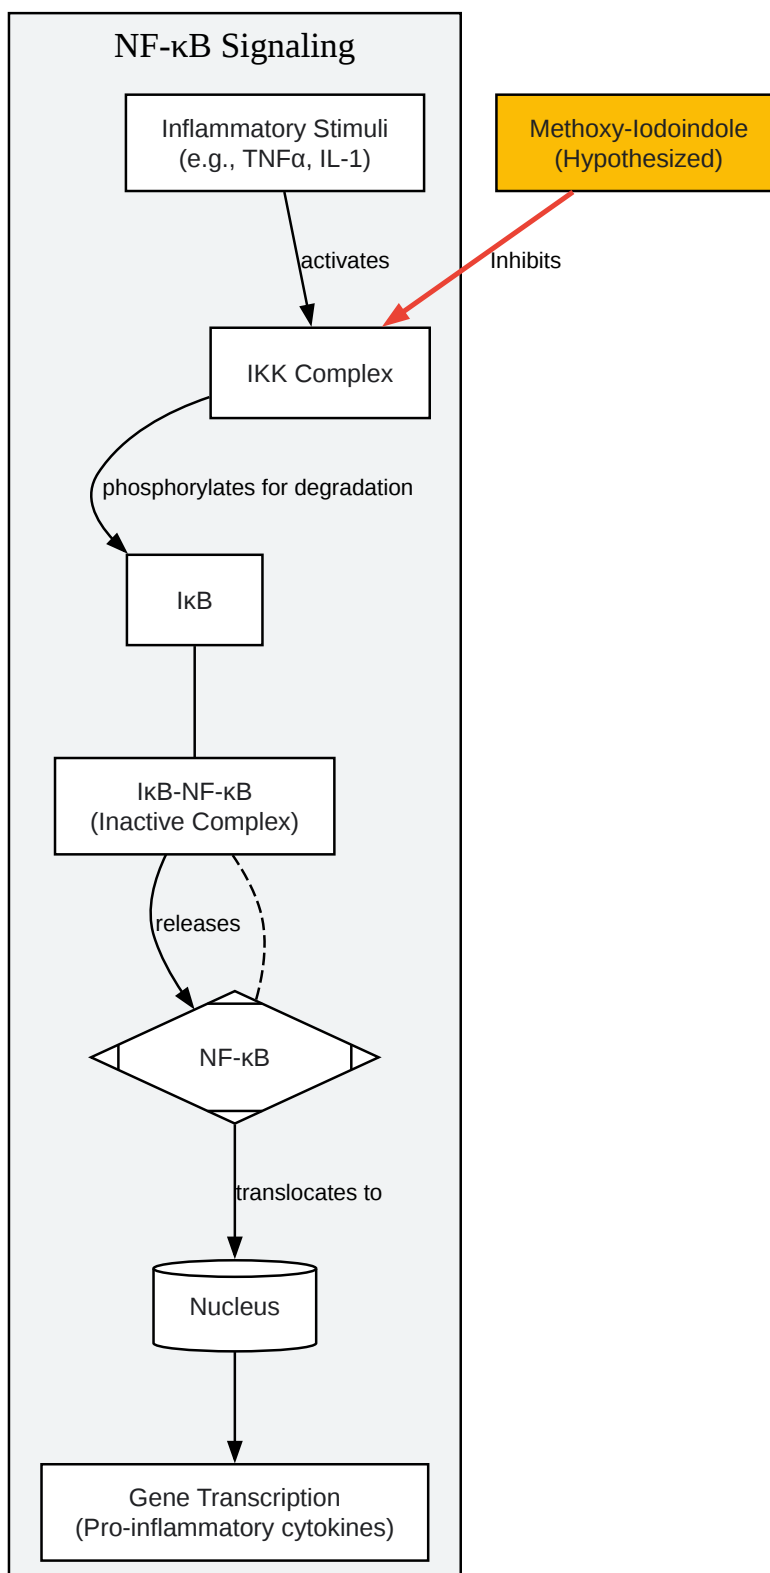 NF-κB Signaling
Inflammatory Stimuli
(e.g., TNFα, IL-1)
Methoxy-Iodoindole
(Hypothesized)
activates
Inhibits
IKK Complex
phosphorylates for degradation
IκB
IκB-NF-κB
(Inactive Complex)
releases
NF-κB
translocates to
Nucleus
Gene Transcription
(Pro-inflammatory cytokines)